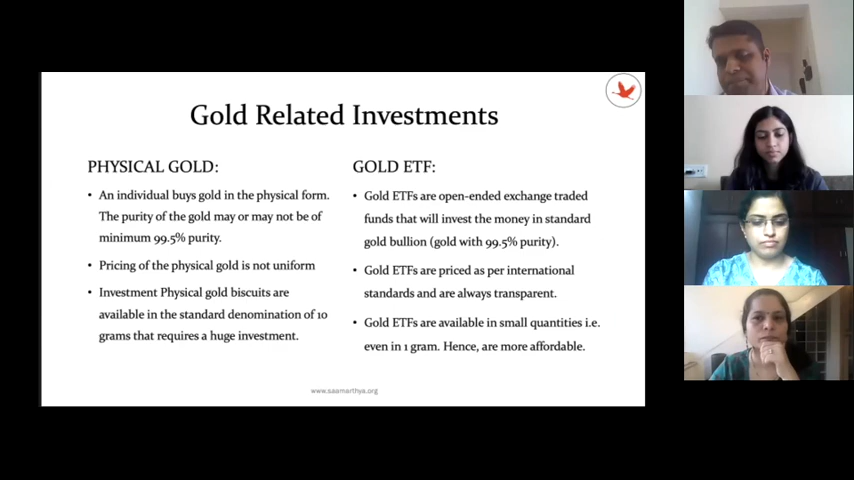 Gold Related Investments
PHYSICAL GOLD:
• An individual buys gold in the physical form.
The purity of the gold may or may not be of
minimum 99.5% purity.
• Pricing of the physical gold is not uniform
• Investment Physical gold biscuits are
available in the standard denomination of 10
grams that requires a huge investment.
GOLD ETF:
• Gold ETFs are open-ended exchange traded
funds that will invest the money in standard
gold bullion (gold with 99.5% purity).
• Gold ETFs are priced as per international
standards and are always transparent.
• Gold ETFs are available in small quantities i.e.
even in 1 gram. Hence, are more affordable.
www.saamarthya.org